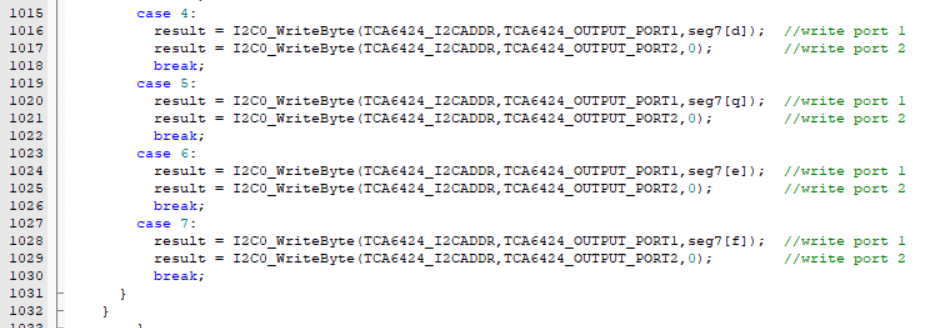 1015 case 4:
1016 result = I2C0_WriteByte(TCA6424_I2CADDR,TCA6424_OUTPUT_PORT1,seg7[d]); //write port 1
1017 result = I2C0_WriteByte(TCA6424_I2CADDR,TCA6424_OUTPUT_PORT2,0); //write port 2
1018 break;
1019 case 5:
1020 result = I2C0_WriteByte(TCA6424_I2CADDR,TCA6424_OUTPUT_PORT1,seg7[q]); //write port 1
1021 result = I2C0_WriteByte(TCA6424_I2CADDR,TCA6424_OUTPUT_PORT2,0); //write port 2
1022 break;
1023 case 6:
1024 result = I2C0_WriteByte(TCA6424_I2CADDR,TCA6424_OUTPUT_PORT1,seg7[e]); //write port 1
1025 result = I2C0_WriteByte(TCA6424_I2CADDR,TCA6424_OUTPUT_PORT2,0); //write port 2
1026 break;
1027 case 7:
1028 result = I2C0_WriteByte(TCA6424_I2CADDR,TCA6424_OUTPUT_PORT1,seg7[f]); //write port 1
1029 result = I2C0_WriteByte(TCA6424_I2CADDR,TCA6424_OUTPUT_PORT2,0); //write port 2
1030 break;
1031 }
1032 }